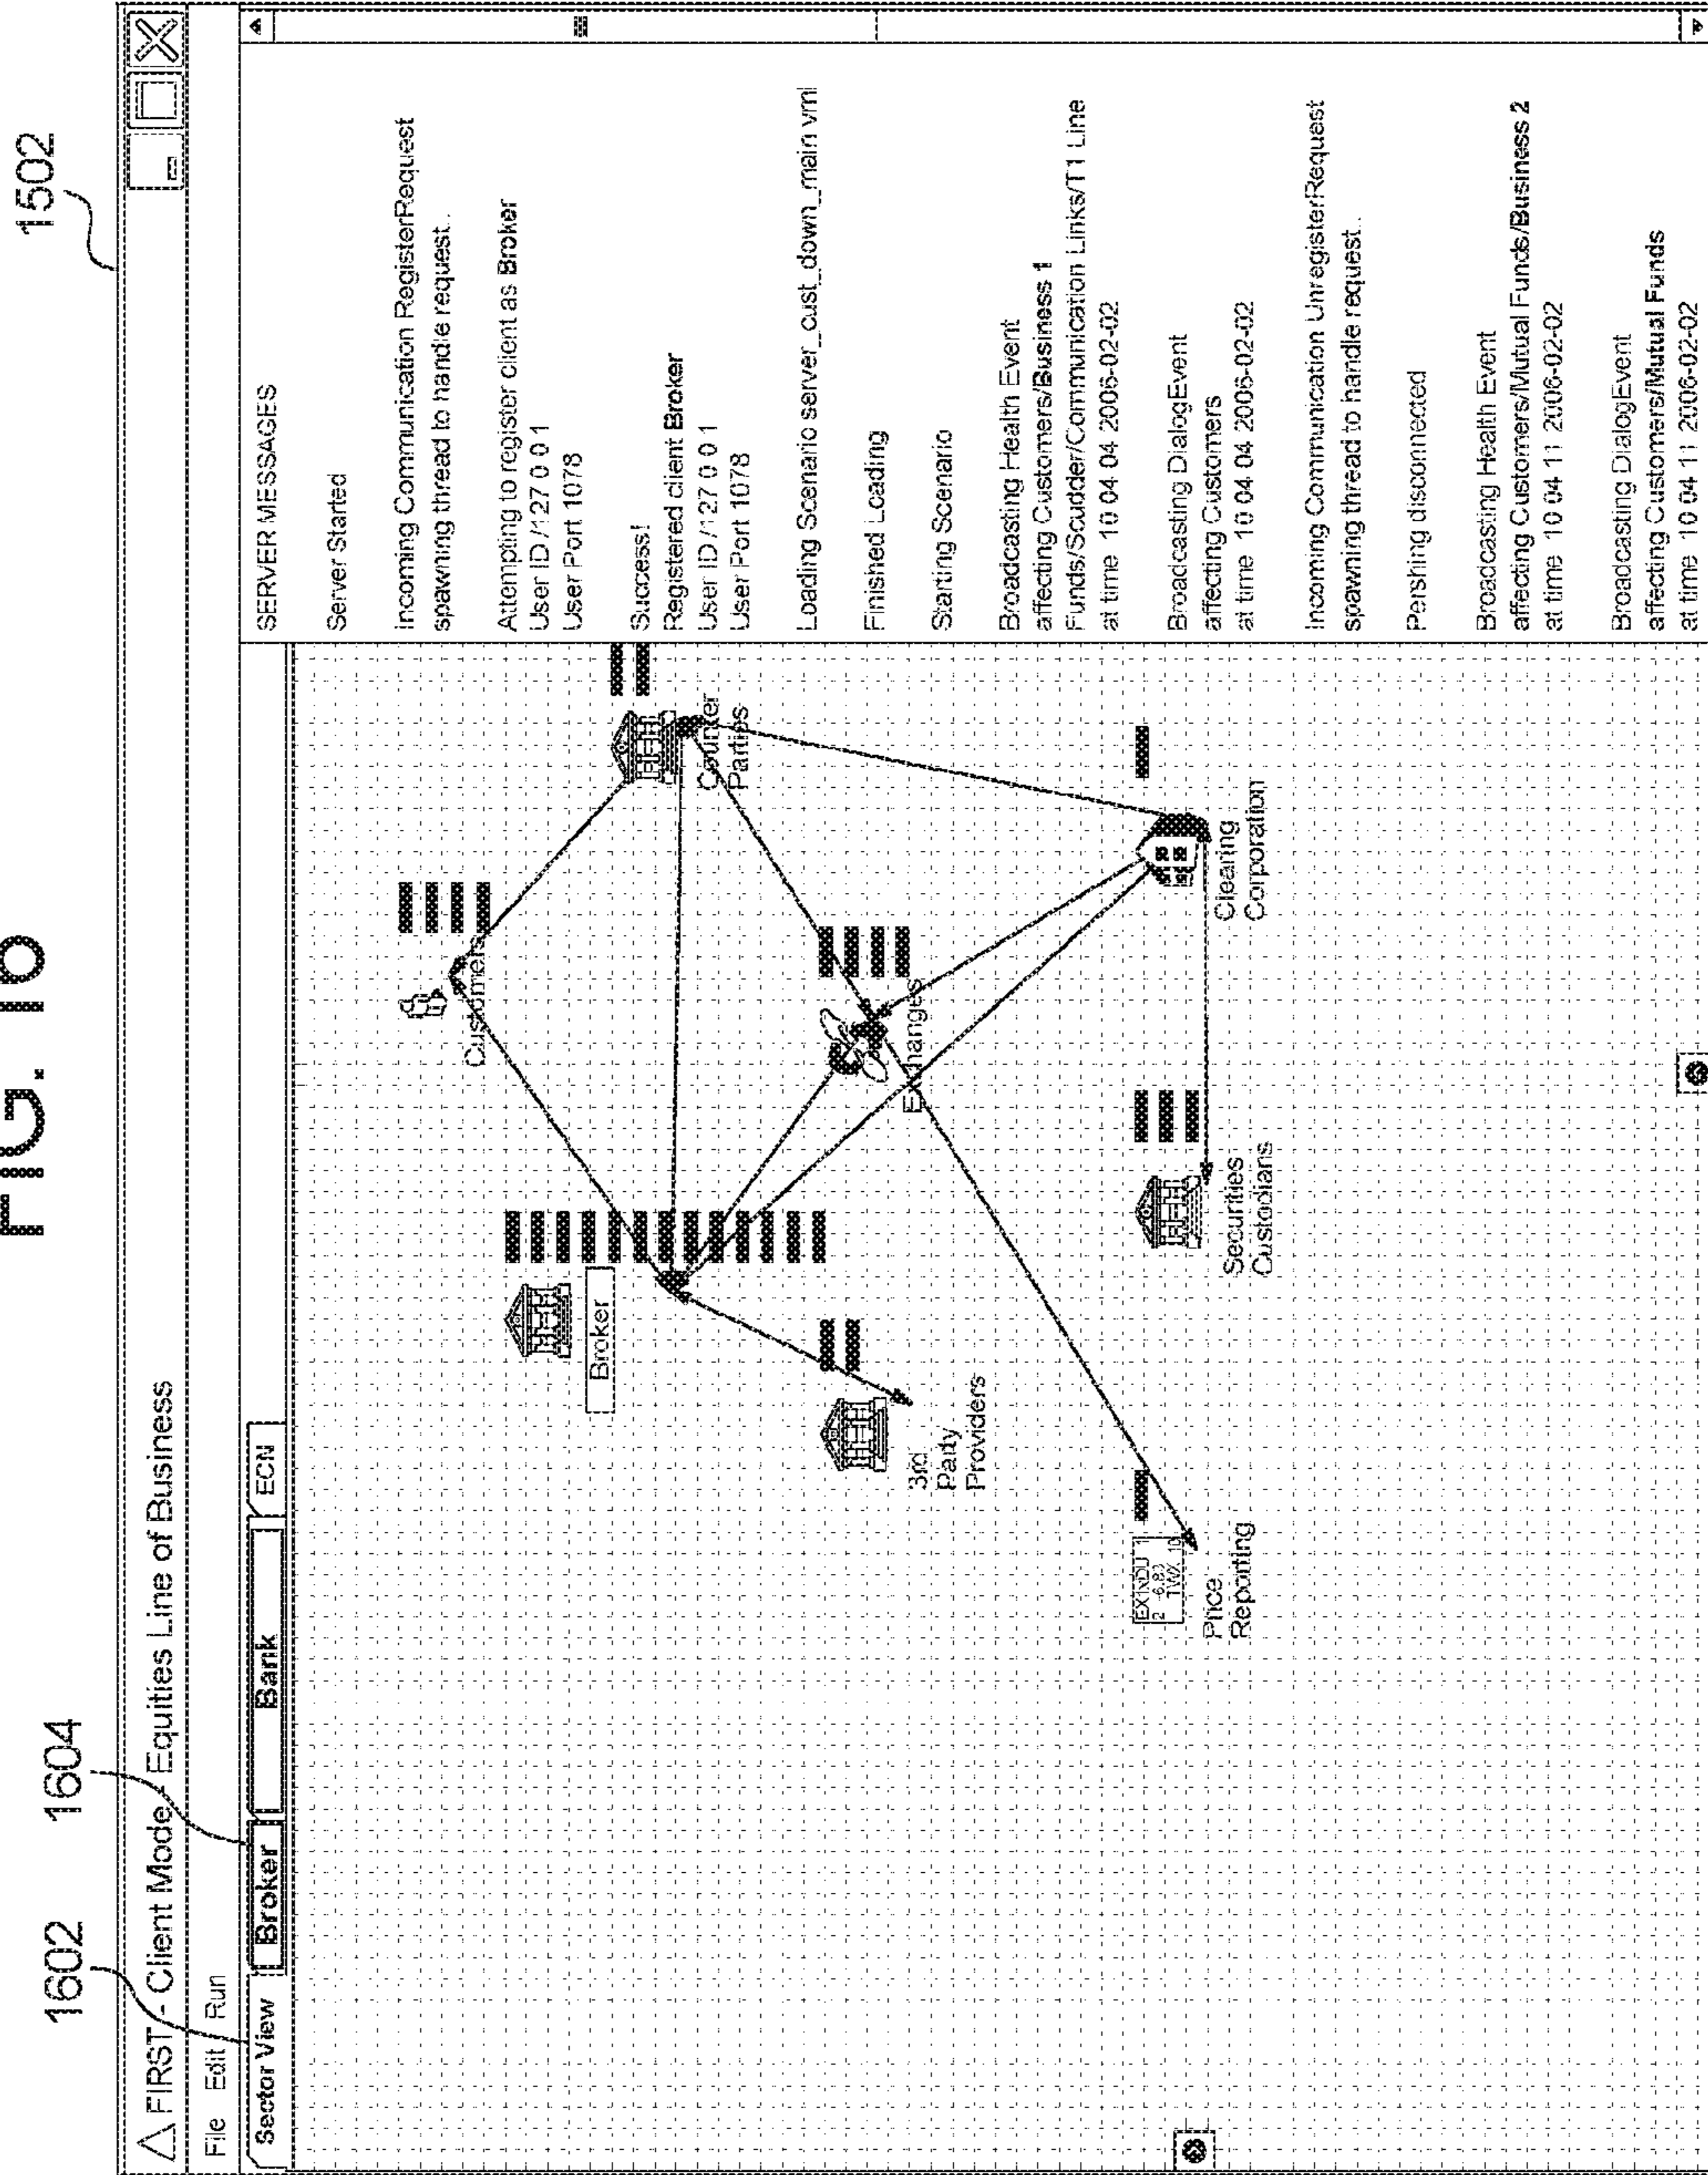 FIG. 16
1602
1604
1502
FIRST - Client Mode - Equities Line of Business
File Edit Run
Sector View
Broker
Bank
ECN
Customers
Broker
Counter
Parties
3rd
Party
Providers
Exchanges
Price
Reporting
Securities
Custodians
Clearing
Corporation
SERVER MESSAGES
Server Started
Incoming Communication RegisterRequest
spawning thread to handle request..
Attempting to register client as Broker
User ID /127 0 0 1
User Port 1078
Success!
Registered client Broker
User ID /127 0 0 1
User Port 1078
Loading Scenario server_cust_down_main vml
Finished Loading
Starting Scenario
Broadcasting Health Event
affecting Customers/Business 1
Funds/Scudder/Communication Links/T1 Line
at time 10 04 04 2006-02-02
Broadcasting DialogEvent
affecting Customers
at time 10 04 04 2006-02-02
Incoming Communication UnregisterRequest
spawning thread to handle request..
Pershing disconnected
Broadcasting Health Event
affecting Customers/Mutual Funds/Business 2
at time 10 04 11 2006-02-02
Broadcasting DialogEvent
affecting Customers/Mutual Funds
at time 10 04 11 2006-02-02